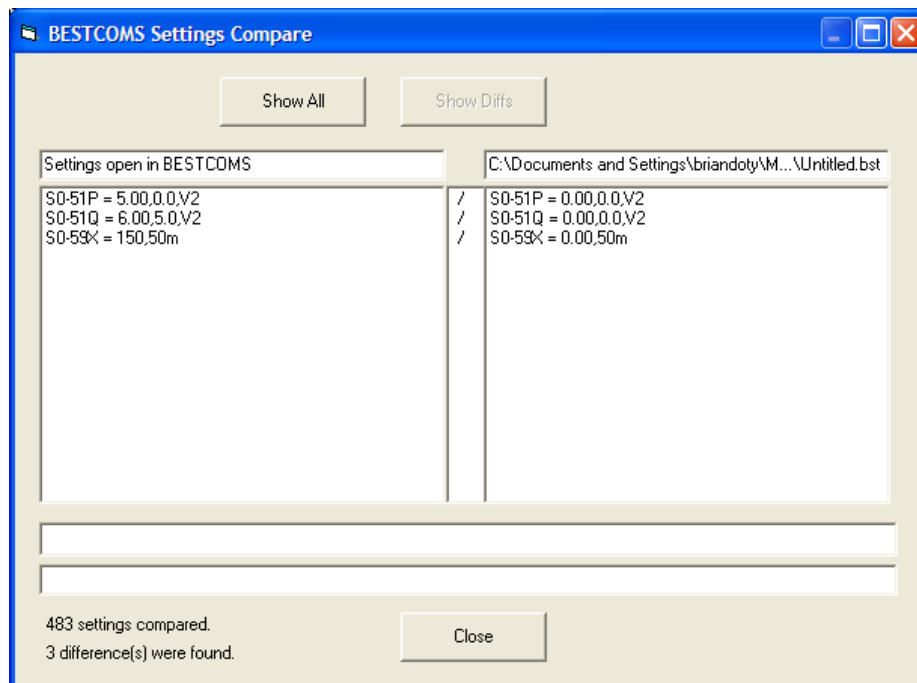 BESTCOMS Settings Compare
Show All
Show Diffs
Settings open in BESTCOMS
C:\Documents and Settings\briandoty\M...\Untitled.bst
S0-51P = 5.00,0.0,V2 / S0-51P = 0.00,0.0,V2
S0-51Q = 6.00,5.0,V2 / S0-51Q = 0.00,0.0,V2
S0-59X = 150,50m / S0-59X = 0.00,50m
483 settings compared.
3 difference(s) were found.
Close